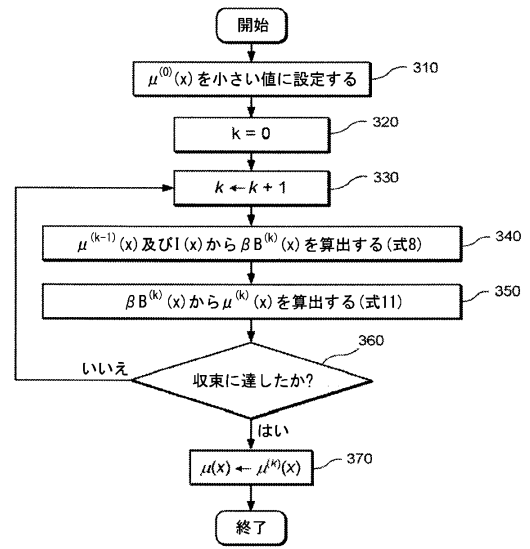 開始
μ⁽⁰⁾(x)を小さい値に設定する
310
k = 0
320
k ← k + 1
330
μ⁽ᵏ⁻¹⁾(x)及びI(x)からβB⁽ᵏ⁾(x)を算出する(式8)
340
βB⁽ᵏ⁾(x)からμ⁽ᵏ⁾(x)を算出する(式11)
350
360
収束に達したか?
いいえ
はい
μ(x) ← μ⁽ᵏ⁾(x)
370
終了